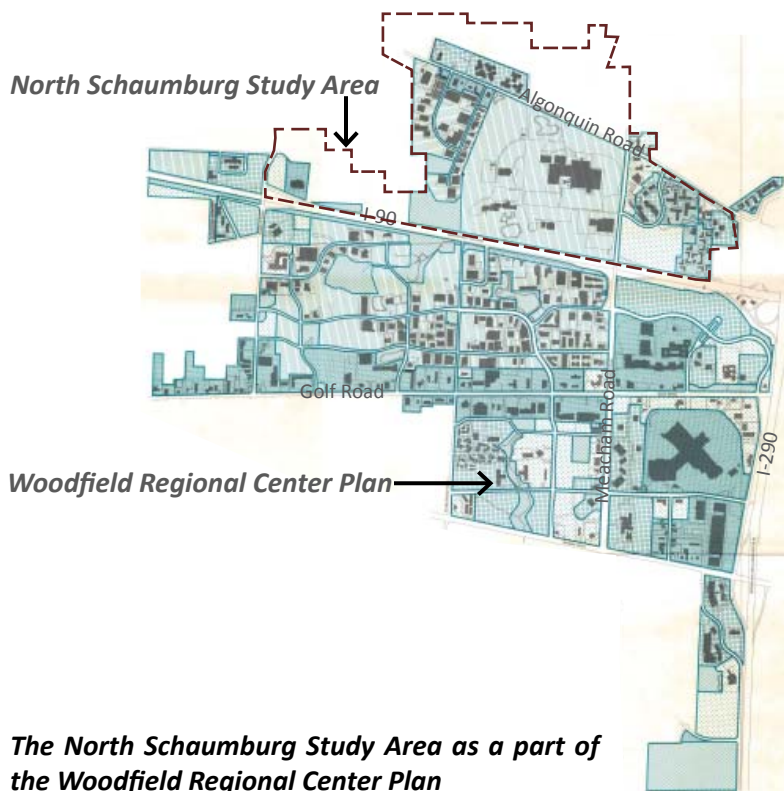 North Schaumburg Study Area
Algonquin Road
I-90
Golf Road
Meacham Road
I-290
Woodfield Regional Center Plan
The North Schaumburg Study Area as a part of
the Woodfield Regional Center Plan